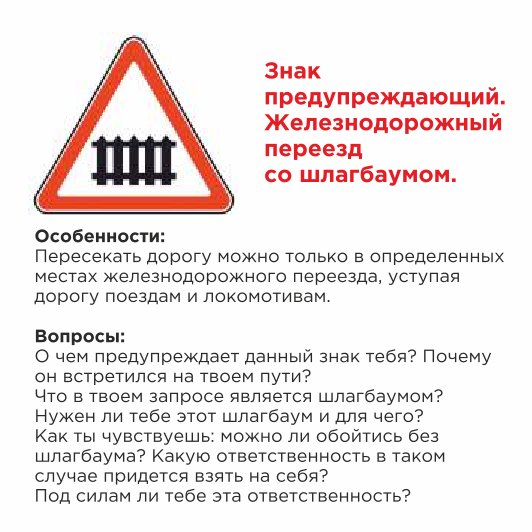 Знак
предупреждающий.
Железнодорожный
переезд
со шлагбаумом.
Особенности:
Пересекать дорогу можно только в определенных
местах железнодорожного переезда, уступая
дорогу поездам и локомотивам.
Вопросы:
О чем предупреждает данный знак тебя? Почему
он встретился на твоем пути?
Что в твоем запросе является шлагбаумом?
Нужен ли тебе этот шлагбаум и для чего?
Как ты чувствуешь: можно ли обойтись без
шлагбаума? Какую ответственность в таком
случае придется взять на себя?
Под силам ли тебе эта ответственность?